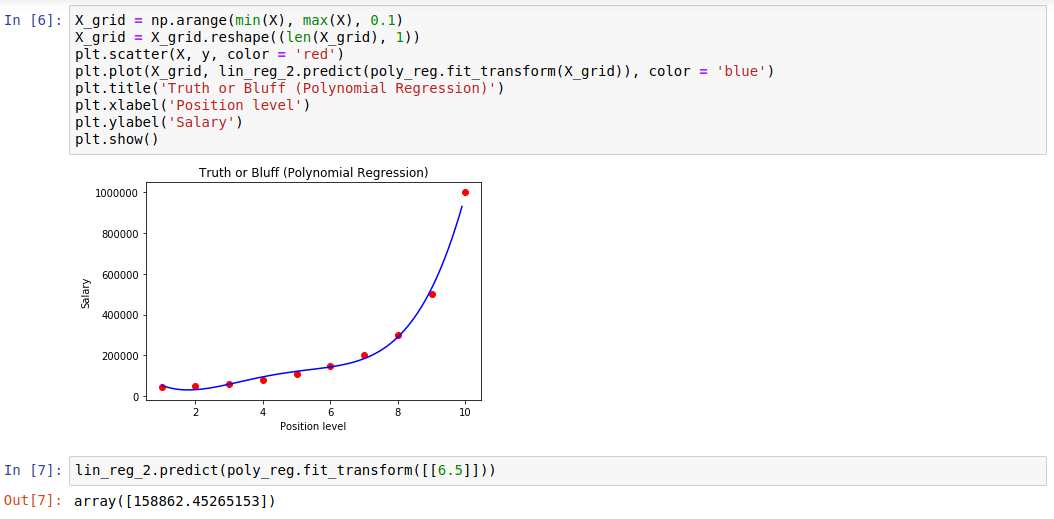 In [6]: X_grid = np.arange(min(X), max(X), 0.1)
X_grid = X_grid.reshape((len(X_grid), 1))
plt.scatter(X, y, color = 'red')
plt.plot(X_grid, lin_reg_2.predict(poly_reg.fit_transform(X_grid)), color = 'blue')
plt.title('Truth or Bluff (Polynomial Regression)')
plt.xlabel('Position level')
plt.ylabel('Salary')
plt.show()
Truth or Bluff (Polynomial Regression)
1000000
800000
600000
400000
200000
0
Salary
2 4 6 8 10
Position level
In [7]: lin_reg_2.predict(poly_reg.fit_transform([[6.5]]))
Out[7]: array([158862.45265153])